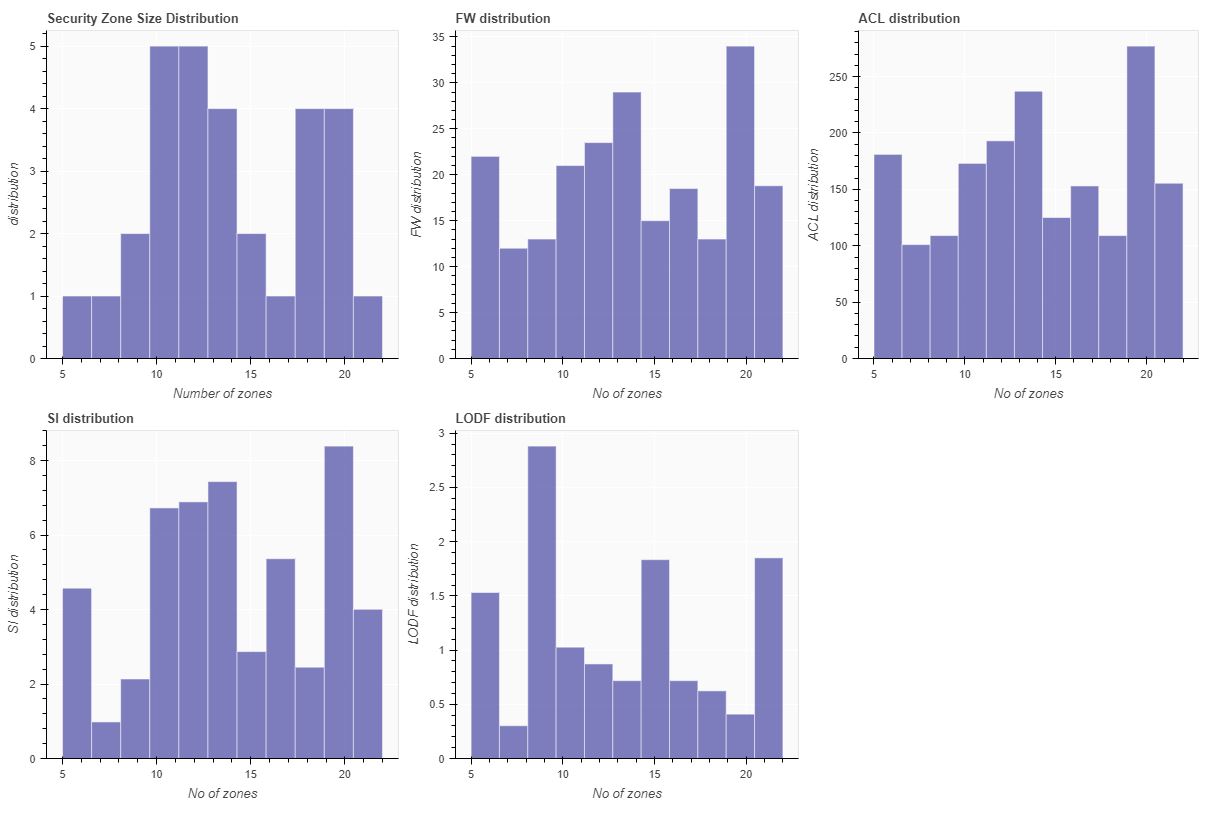 Security Zone Size Distribution
distribution
5
4
3
2
1
0
5 10 15 20
Number of zones
FW distribution
FW distribution
35
30
25
20
15
10
5
0
5 10 15 20
No of zones
ACL distribution
ACL distribution
250
200
150
100
50
0
5 10 15 20
No of zones
SI distribution
SI distribution
8
6
4
2
0
5 10 15 20
No of zones
LODF distribution
LODF distribution
3
2.5
2
1.5
1
0.5
0
5 10 15 20
No of zones